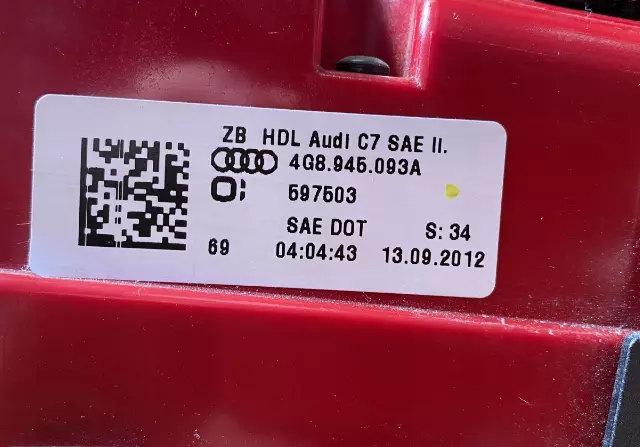 ZB HDL Audi C7 SAE II.
4G8.945.093A
597503
SAE DOT S: 34
69 04:04:43 13.09.2012